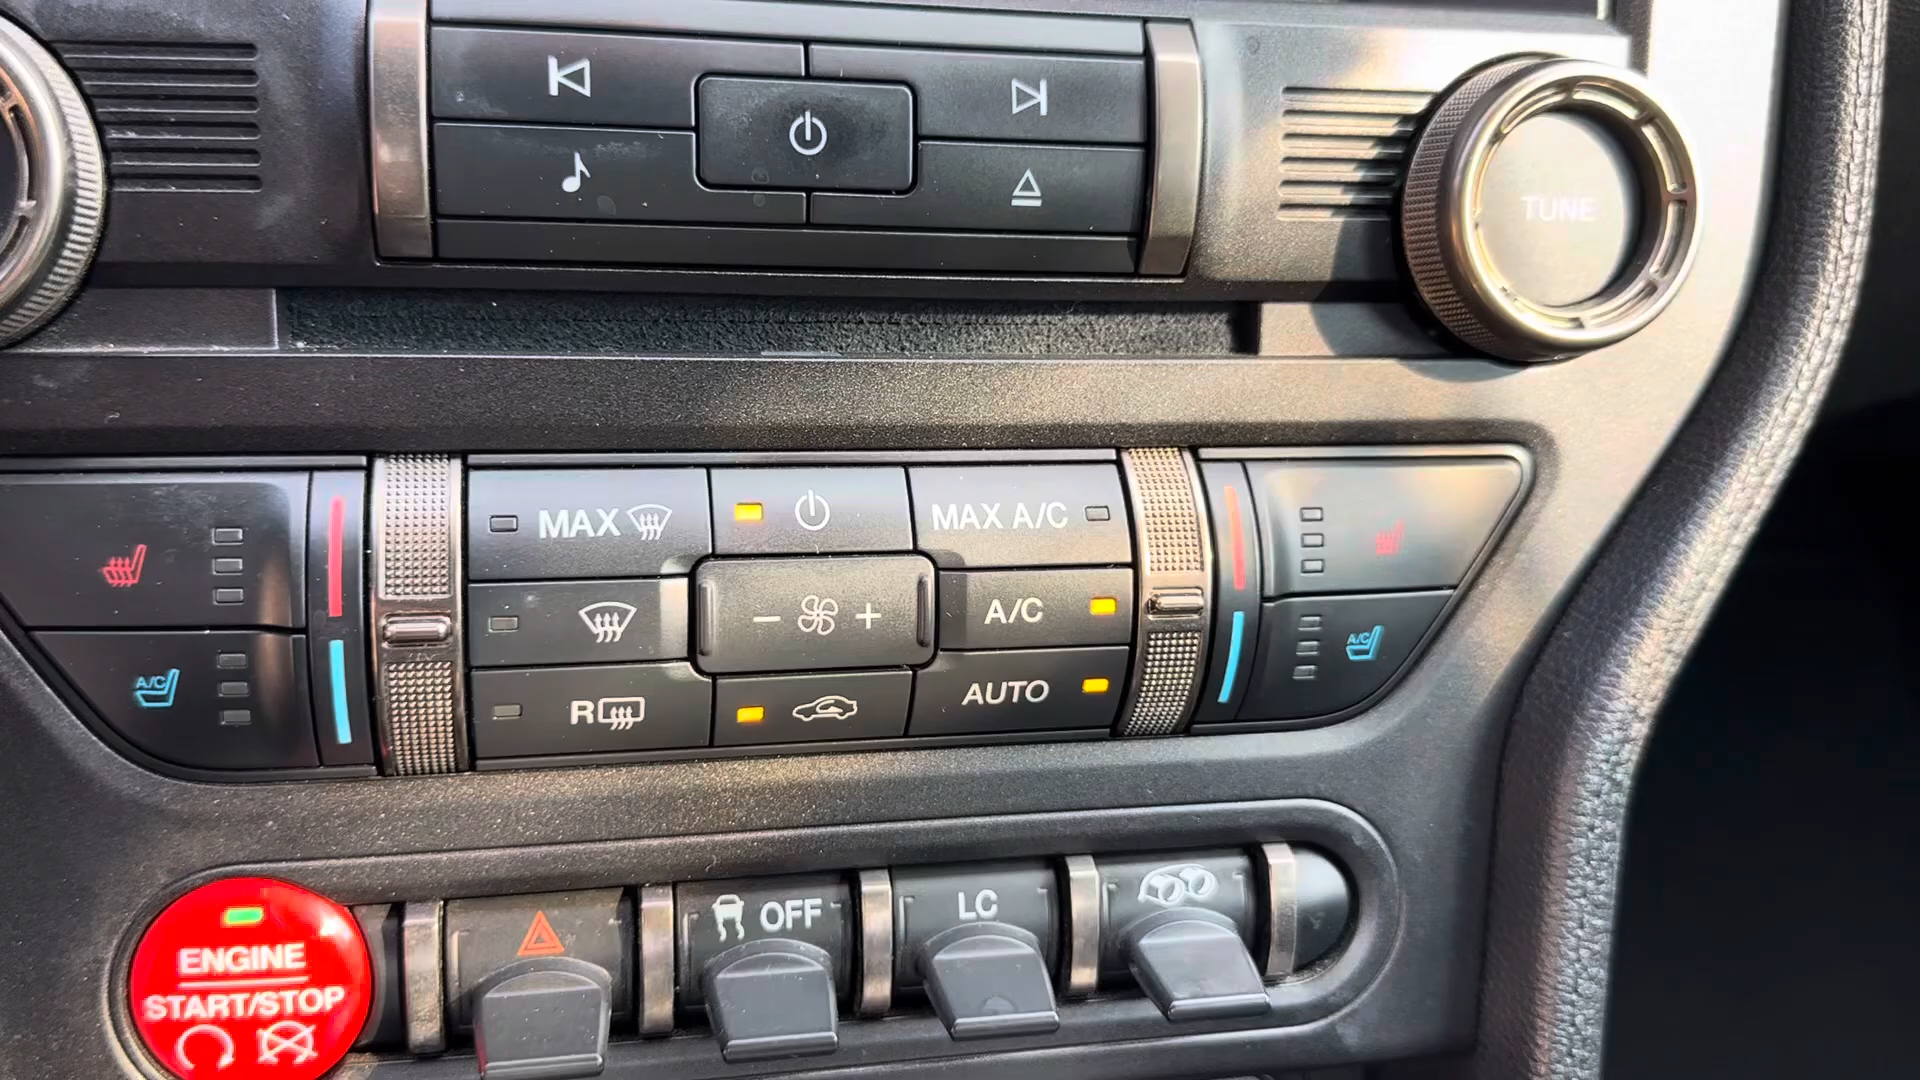 TUNE
MAX
MAX A/C
A/C
R
AUTO
A/C
A/C
ENGINE
START/STOP
OFF
LC